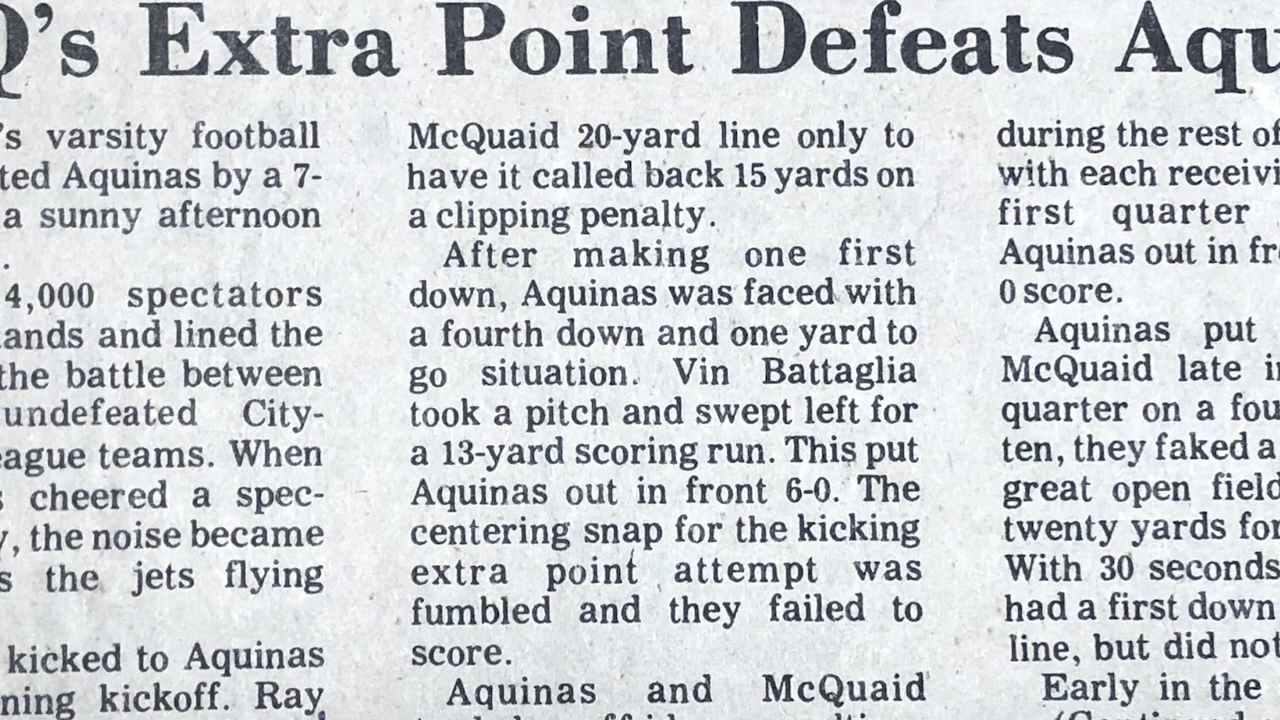 's Extra Point Defeats Aqu
's varsity football
ted Aquinas by a 7-
a sunny afternoon
.
4,000 spectators
ands and lined the
the battle between
undefeated City-
eague teams. When
s cheered a spec-
y, the noise became
s the jets flying
kicked to Aquinas
ning kickoff. Ray
McQuaid 20-yard line only to
have it called back 15 yards on
a clipping penalty.
After making one first
down, Aquinas was faced with
a fourth down and one yard to
go situation. Vin Battaglia
took a pitch and swept left for
a 13-yard scoring run. This put
Aquinas out in front 6-0. The
centering snap for the kicking
extra point attempt was
fumbled and they failed to
score.
Aquinas and McQuaid
during the rest of
with each receivi
first quarter
Aquinas out in fr
0 score.
Aquinas put
McQuaid late i
quarter on a fou
ten, they faked a
great open field
twenty yards for
With 30 seconds
had a first down
line, but did not
Early in the